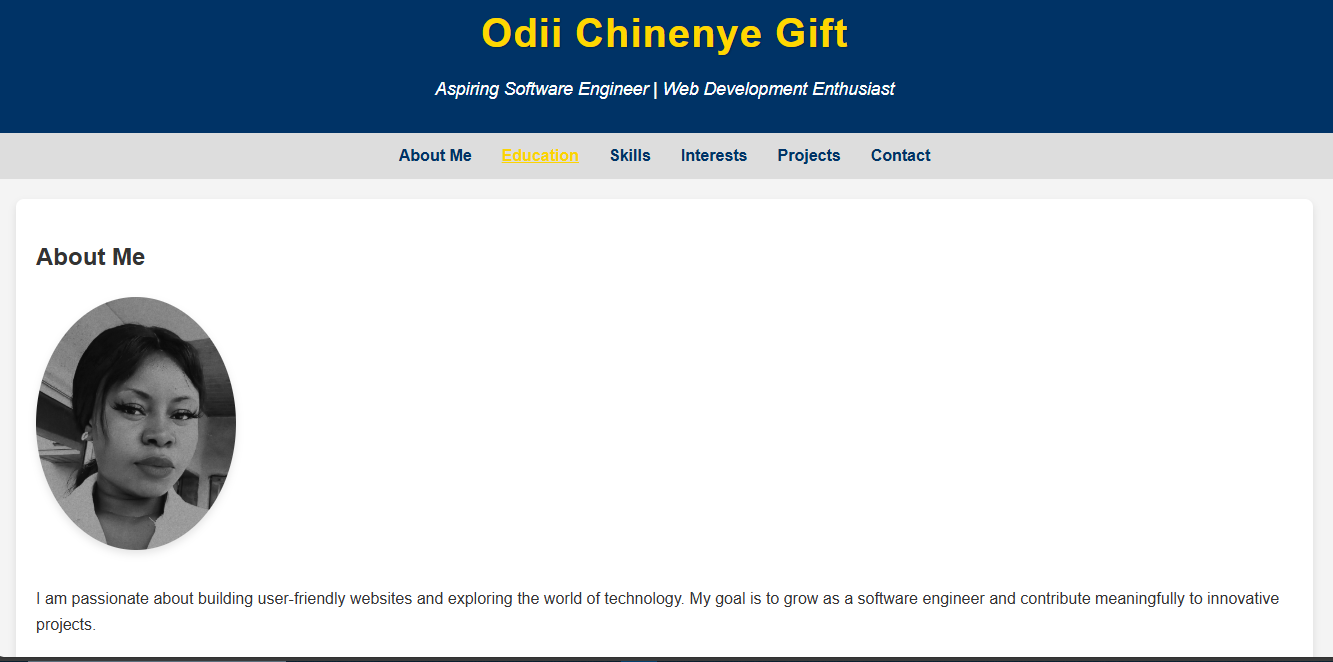 Odii Chinenye Gift
Aspiring Software Engineer | Web Development Enthusiast
About Me Education Skills Interests Projects Contact
About Me
I am passionate about building user-friendly websites and exploring the world of technology. My goal is to grow as a software engineer and contribute meaningfully to innovative
projects.